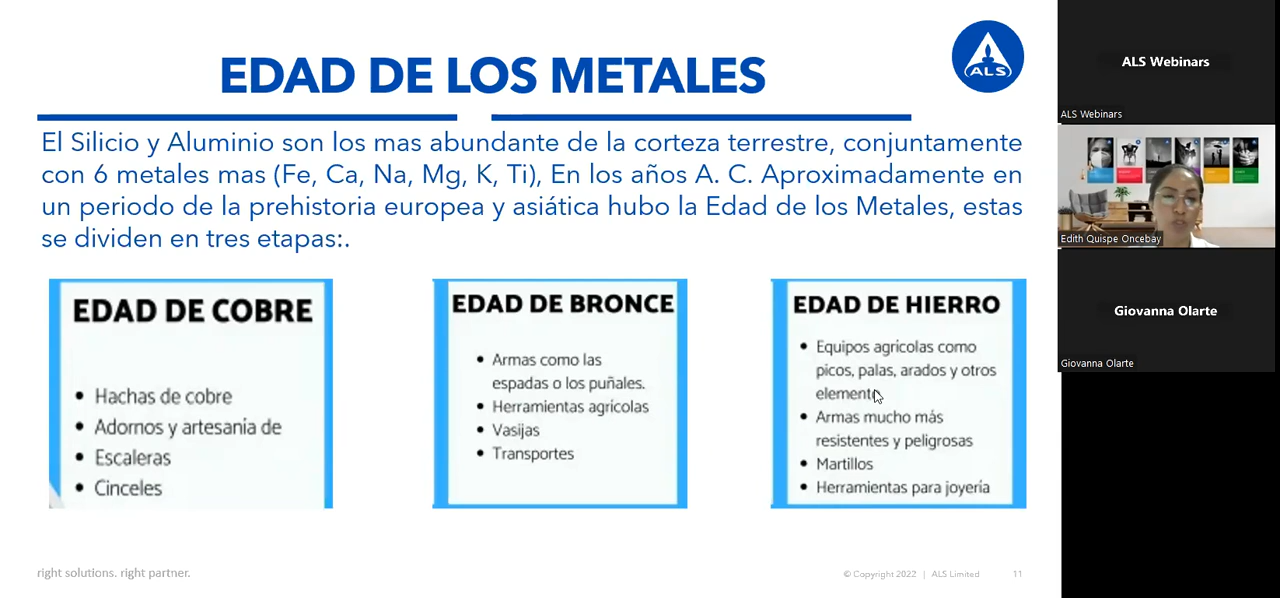 EDAD DE LOS METALES
ALS
El Silicio y Aluminio son los mas abundante de la corteza terrestre, conjuntamente
con 6 metales mas (Fe, Ca, Na, Mg, K, Ti), En los años A. C. Aproximadamente en
un periodo de la prehistoria europea y asiática hubo la Edad de los Metales, estas
se dividen en tres etapas:.
EDAD DE COBRE
• Hachas de cobre
• Adornos y artesania de
• Escaleras
• Cinceles
EDAD DE BRONCE
• Armas como las
espadas o los puñales.
• Herramientas agrícolas
• Vasijas
• Transportes
EDAD DE HIERRO
• Equipos agrícolas como
picos, palas, arados y otros
• Armas mucho más
resistentes y peligrosas
• Martillos
• Herramientas para joyería
right solutions. right partner.
© Copyright 2022 | ALS Limited
11
ALS Webinars
ALS Webinars
Edith Quispe Oncebay
Giovanna Olarte
Giovanna Olarte